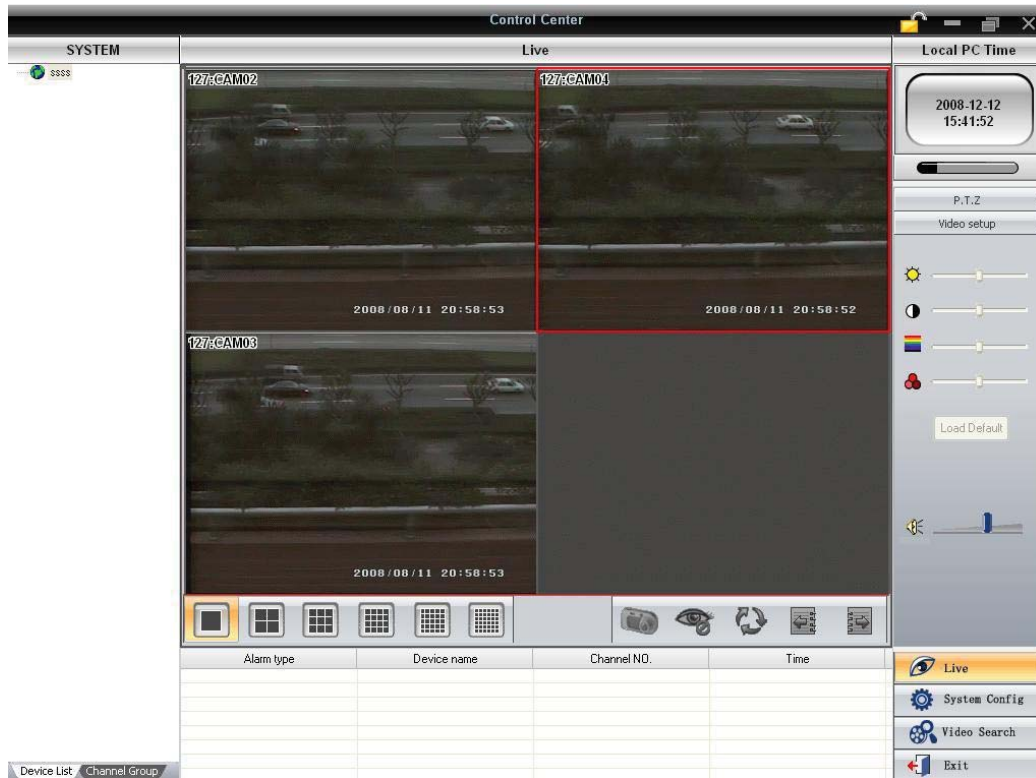 Control Center
SYSTEM
Live
Local PC Time
ssss
127:CAM02
127:CAM04
2008-12-12
15:41:52
P.T.Z
Video setup
2008/08/11 20:58:53
2008/08/11 20:58:52
127:CAM03
Load Default
2008/08/11 20:58:53
Alarm type
Device name
Channel NO.
Time
Live
System Config
Video Search
Exit
Device List
Channel Group